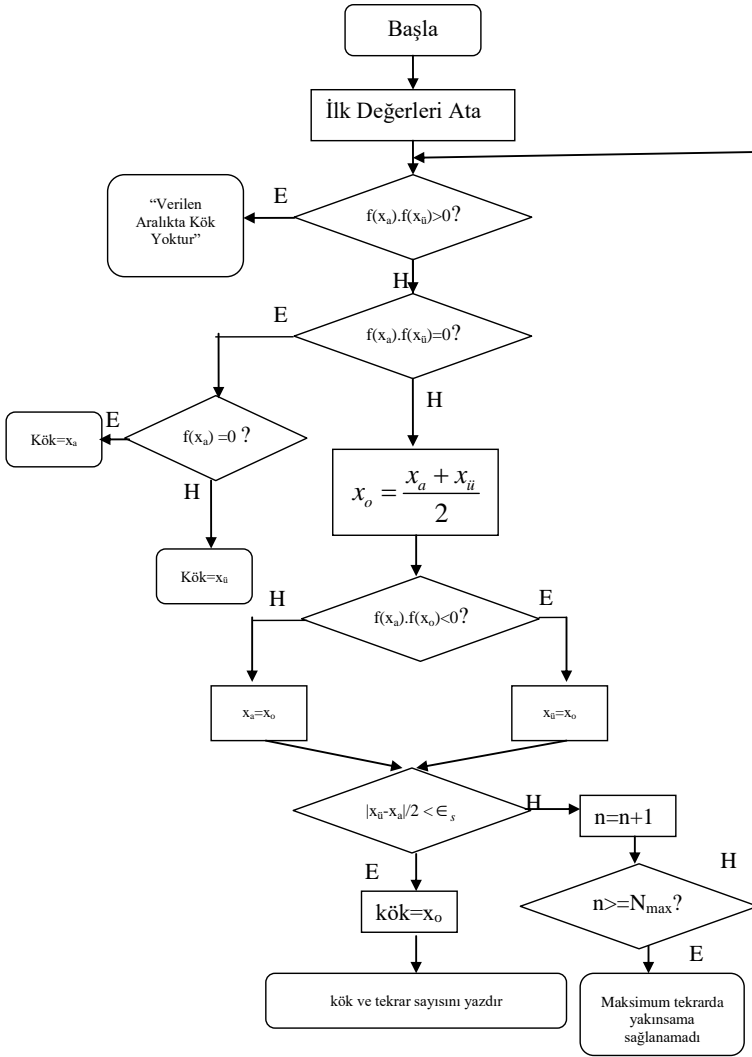 Başla
İlk Değerleri Ata
E
“Verilen
Aralıkta Kök
Yoktur”
f(xₐ).f(xü)>0?
H
E
f(xₐ).f(xü)=0?
H
Kök=xₐ
E
f(xₐ) =0 ?
H
xₒ = (xₐ + xü)/2
Kök=xü
H
f(xₐ).f(xₒ)<0?
E
xₐ=xₒ
xü=xₒ
|xü-xₐ|/2 <∈ₛ
H
n=n+1
E
H
kök=xₒ
n>=Nmax?
E
kök ve tekrar sayısını yazdır
Maksimum tekrarda
yakınsama
sağlanamadı